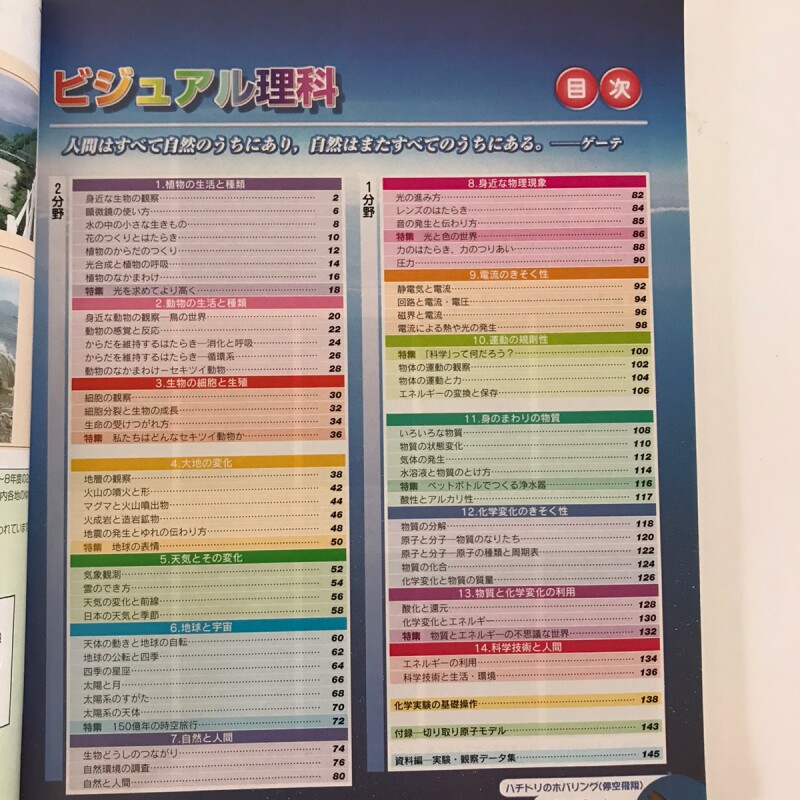 ビジュアル理科
目次
人間はすべて自然のうちにあり，自然はまたすべてのうちにある。――ゲーテ
2分野
1.植物の生活と種類
身近な生物の観察 2
顕微鏡の使い方 6
水の中の小さな生きもの 8
花のつくりとはたらき 10
植物のからだのつくり 12
光合成と植物の呼吸 14
植物のなかまわけ 16
特集 光を求めてより高く 18
2.動物の生活と種類
身近な動物の観察―鳥の世界 20
動物の感覚と反応 22
からだを維持するはたらき―消化と呼吸 24
からだを維持するはたらき―循環系 26
動物のなかまわけーセキツイ動物 28
3.生物の細胞と生殖
細胞の観察 30
細胞分裂と生物の成長 32
生命の受けつがれ方 34
特集 私たちはどんなセキツイ動物か 36
4.大地の変化
地層の観察 38
火山の噴火と形 42
マグマと火山噴出物 44
火成岩と造岩鉱物 46
地震の発生とゆれの伝わり方 48
特集 地球の表情 50
5.天気とその変化
気象観測 52
雲のでき方 54
天気の変化と前線 56
日本の天気と季節 58
6.地球と宇宙
天体の動きと地球の自転 60
地球の公転と四季 62
四季の星座 64
太陽と月 66
太陽系のすがた 68
太陽系の天体 70
特集 150億年の時空旅行 72
7.自然と人間
生物どうしのつながり 74
自然環境の調査 76
自然と人間 80
1分野
8.身近な物理現象
光の進み方 82
レンズのはたらき 84
音の発生と伝わり方 85
特集 光と色の世界 86
力のはたらき、力のつりあい 88
圧力 90
9.電流のきそく性
静電気と電流 92
回路と電流・電圧 94
磁界と電流 96
電流による熱や光の発生 98
10.運動の規則性
特集 「科学」って何だろう？ 100
物体の運動の観察 102
物体の運動と力 104
エネルギーの変換と保存 106
11.身のまわりの物質
いろいろな物質 108
物質の状態変化 110
気体の発生 112
水溶液と物質のとけ方 114
特集 ペットボトルでつくる浄水器 116
酸性とアルカリ性 117
12.化学変化のきそく性
物質の分解 118
原子と分子―物質のなりたち 120
原子と分子―原子の種類と周期表 122
物質の化合 124
化学変化と物質の質量 126
13.物質と化学変化の利用
酸化と還元 128
化学変化とエネルギー 130
特集 物質とエネルギーの不思議な世界 132
14.科学技術と人間
エネルギーの利用 134
科学技術と生活・環境 136
化学実験の基礎操作 138
付録―切り取り原子モデル 143
資料編―実験・観察データ集 145
ハチドリのホバリング(停空飛翔)